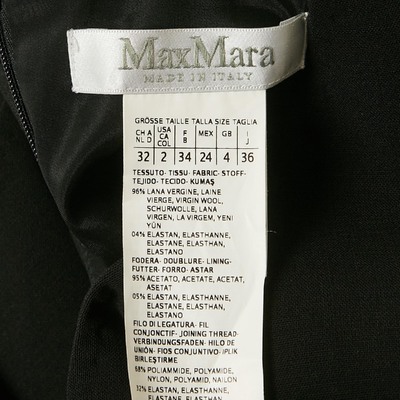 MaxMara
MADE IN ITALY
GRÖSSE TAILLE TALLA SIZE TAGLIA
CH A NL D USA CA COL F B MEX GB I J
32 2 34 24 4 36
TESSUTO- TISSU- FABRIC- STOFF-
TEJIDO- TECIDO- KUMAŞ
96% LANA VERGINE, LAINE
VIERGE, VIRGIN WOOL,
SCHURWOLLE, LANA
VIRGEN, LA VIRGEM, YENI
YÜN
04% ELASTAN, ELASTHANNE,
ELASTANE, ELASTHAN,
ELASTANO
FODERA- DOUBLURE- LINING-
FUTTER- FORRO- ASTAR
95% ACETATO, ACETATE, ACETAT,
ASETAT
05% ELASTAN, ELASTHANNE,
ELASTANE, ELASTHAN,
ELASTANO
FILO DI LEGATURA- FIL
CONJONCTIF- JOINING THREAD-
VERBINDUNGSFADEN- HILO DE
UNIÓN- FIOS CONJUNTIVO- IPLIK
BIRLEŞTIRME
68% POLIAMMIDE, POLYAMIDE,
NYLON, POLYAMID, NAILON
32% ELASTAN, ELASTHANNE,
ELASTANE, ELASTHAN